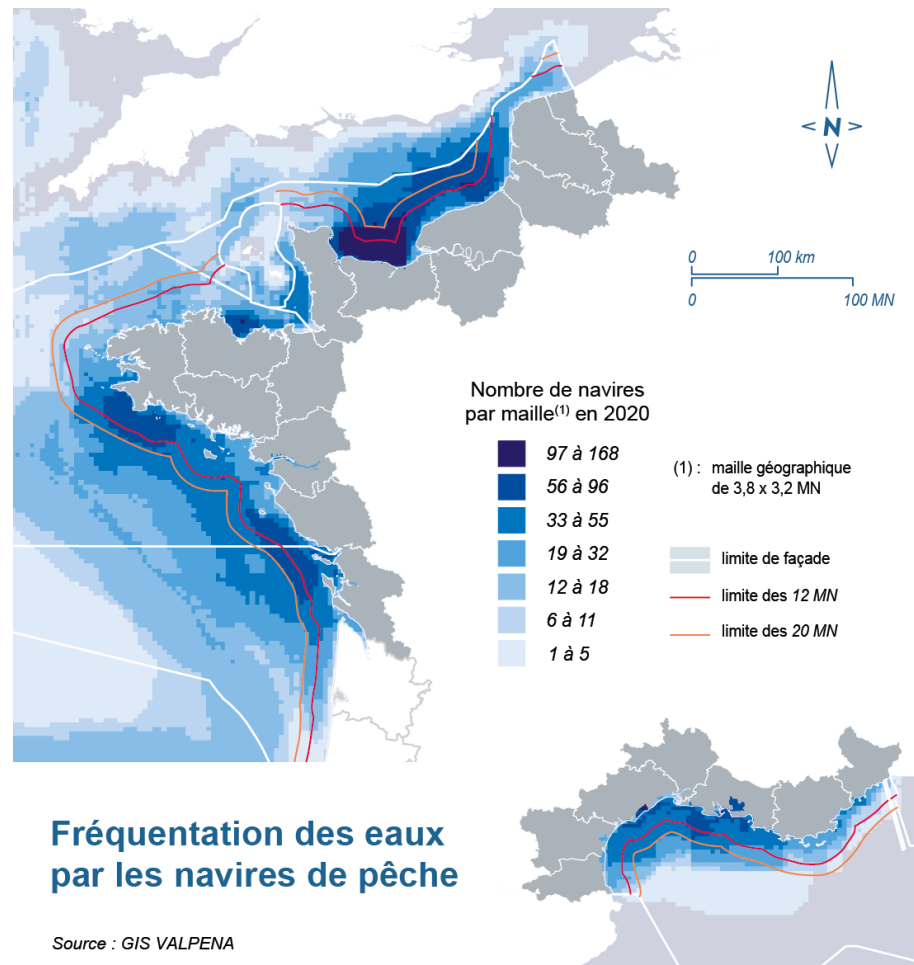 N
0 100 km
0 100 MN
Nombre de navires
par maille(1) en 2020
97 à 168
56 à 96
33 à 55
19 à 32
12 à 18
6 à 11
1 à 5
(1) : maille géographique
de 3,8 x 3,2 MN
limite de façade
limite des 12 MN
limite des 20 MN
Fréquentation des eaux
par les navires de pêche
Source : GIS VALPENA